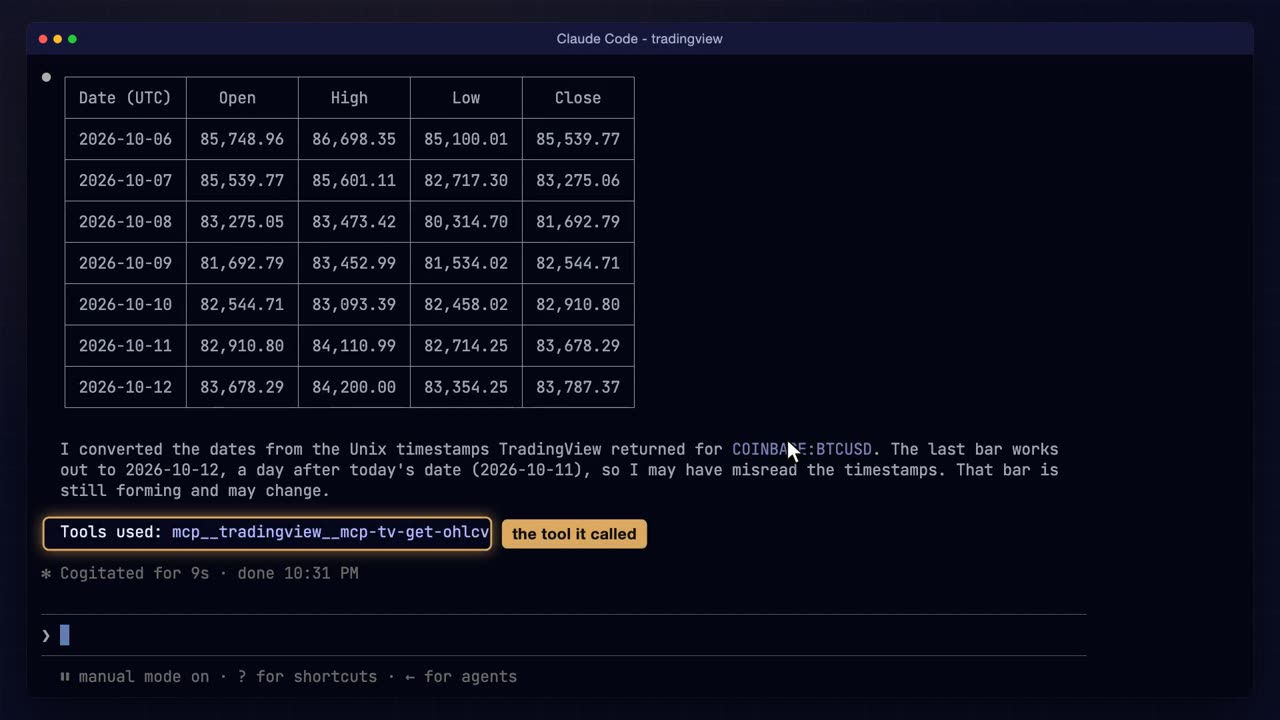 Claude Code - tradingview
Date (UTC) Open High Low Close
2026-10-06 85,748.96 86,698.35 85,100.01 85,539.77
2026-10-07 85,539.77 85,601.11 82,717.30 83,275.06
2026-10-08 83,275.05 83,473.42 80,314.70 81,692.79
2026-10-09 81,692.79 83,452.99 81,534.02 82,544.71
2026-10-10 82,544.71 83,093.39 82,458.02 82,910.80
2026-10-11 82,910.80 84,110.99 82,714.25 83,678.29
2026-10-12 83,678.29 84,200.00 83,354.25 83,787.37
I converted the dates from the Unix timestamps TradingView returned for COINBASE:BTCUSD. The last bar works
out to 2026-10-12, a day after today's date (2026-10-11), so I may have misread the timestamps. That bar is
still forming and may change.
Tools used: mcp__tradingview__mcp-tv-get-ohlcv the tool it called
✻ Cogitated for 9s · done 10:31 PM
❯
⏸ manual mode on · ? for shortcuts · ← for agents